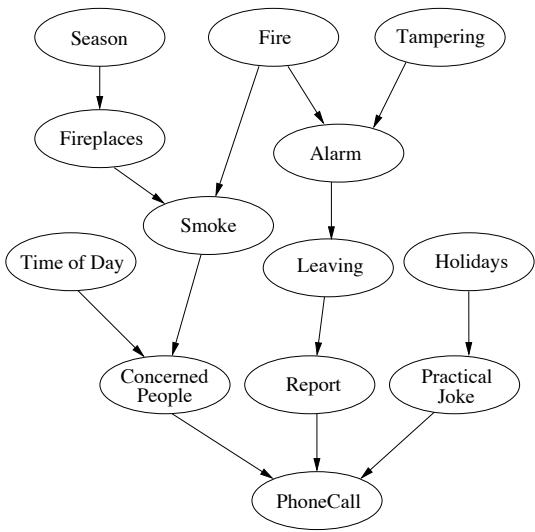 Season
Fire
Tampering
Fireplaces
Alarm
Smoke
Time of Day
Leaving
Holidays
Concerned
People
Report
Practical
Joke
PhoneCall